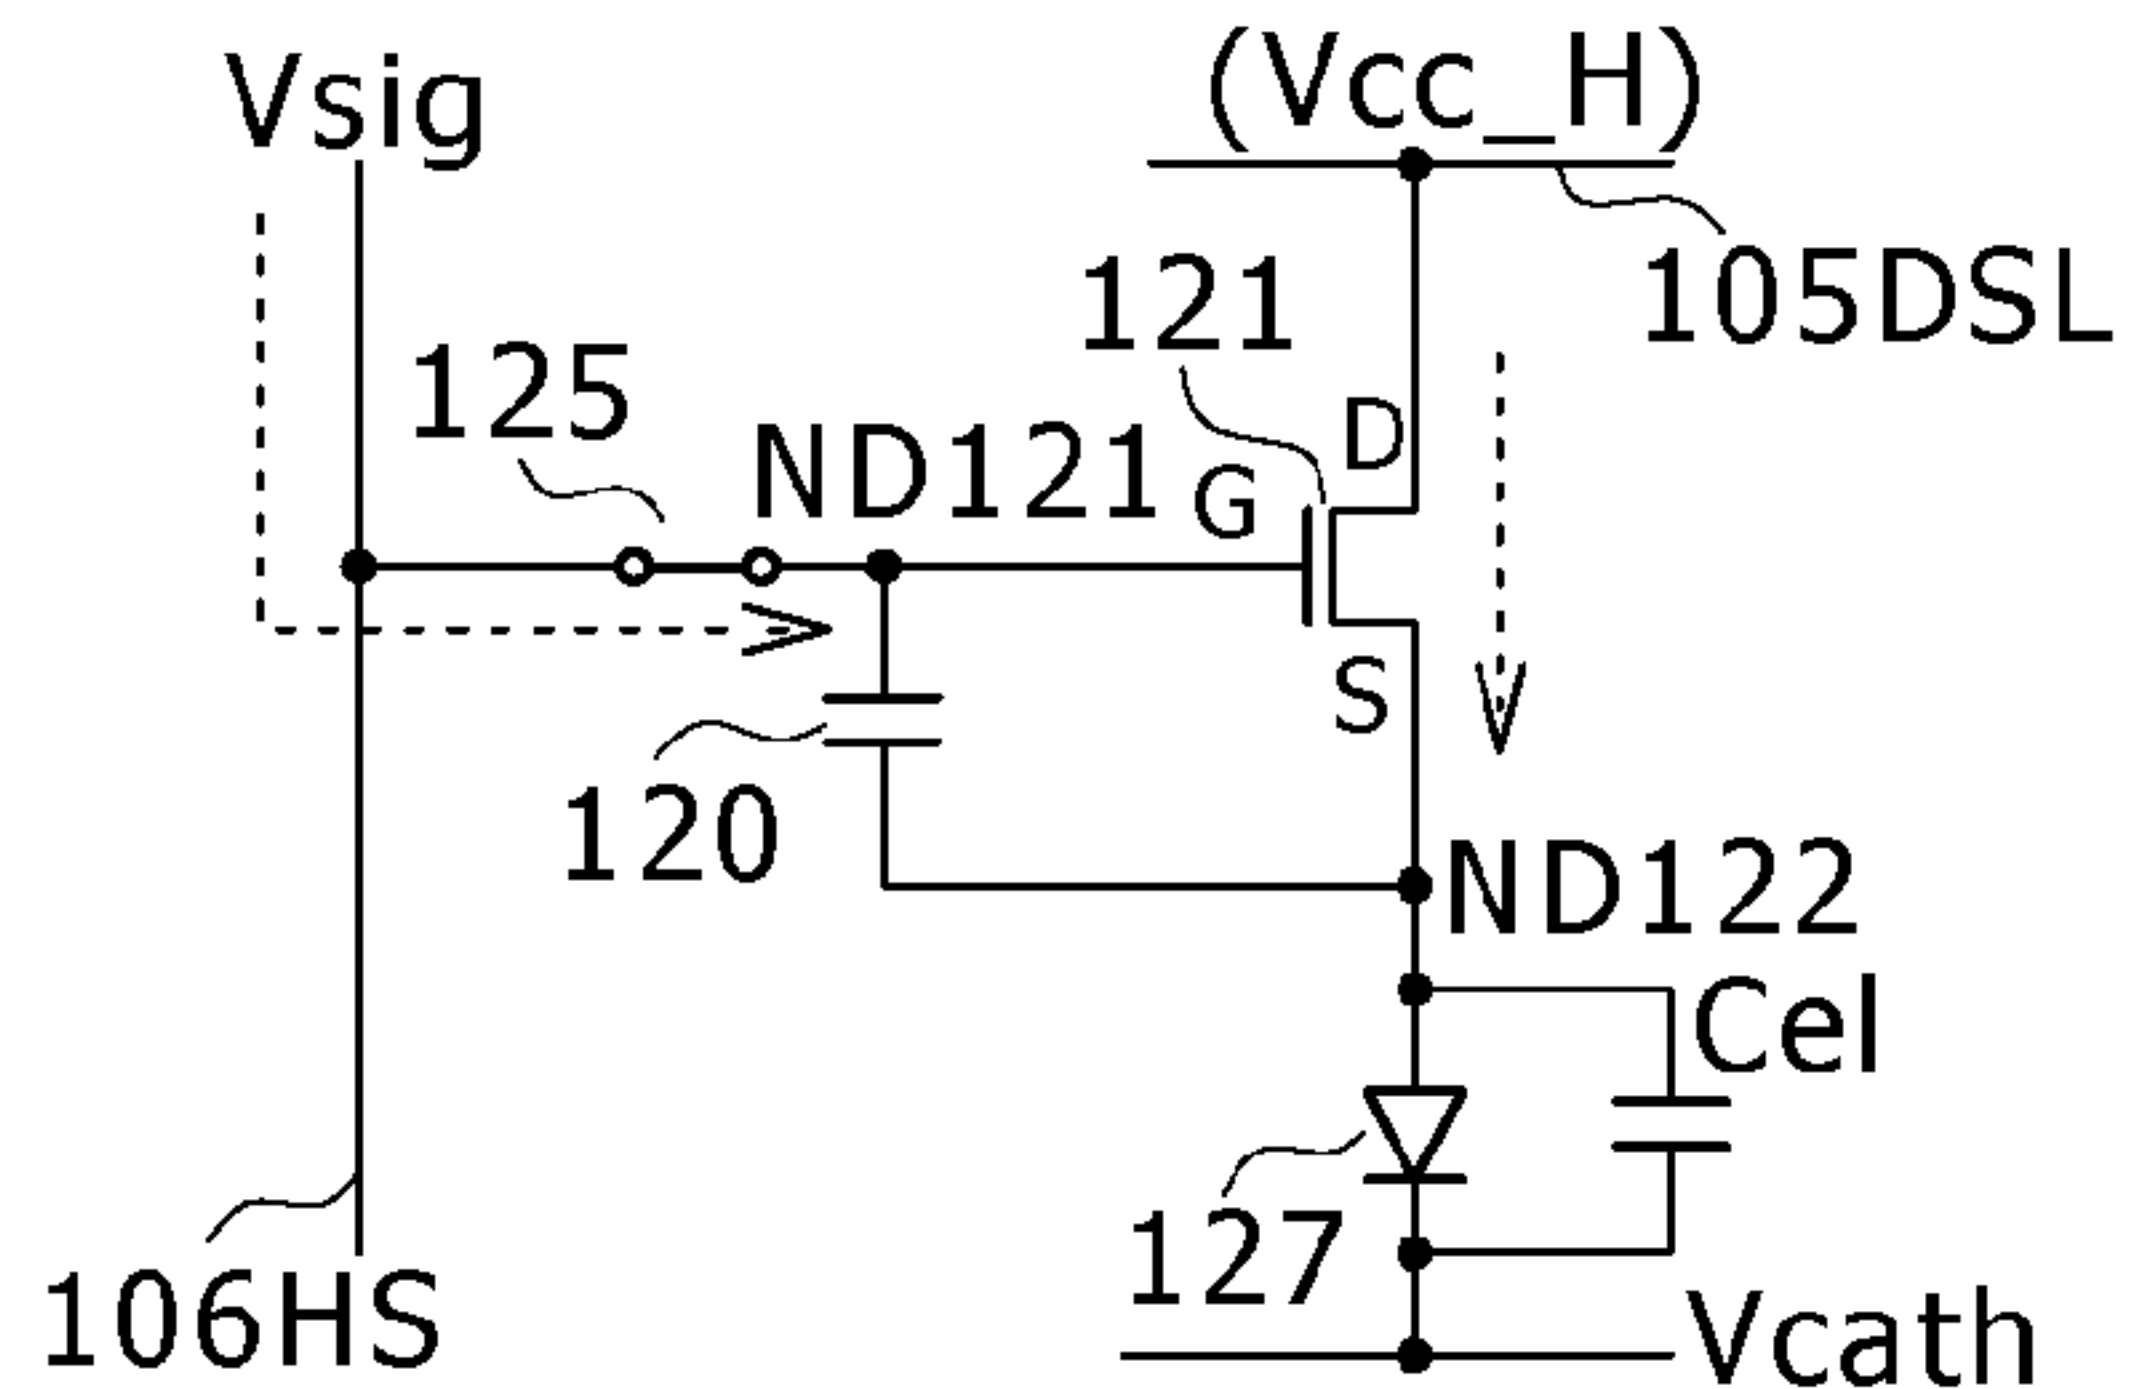 Vsig
(Vcc_H)
105DSL
121
125
D
ND121
G
S
120
ND122
Cel
127
106HS
Vcath